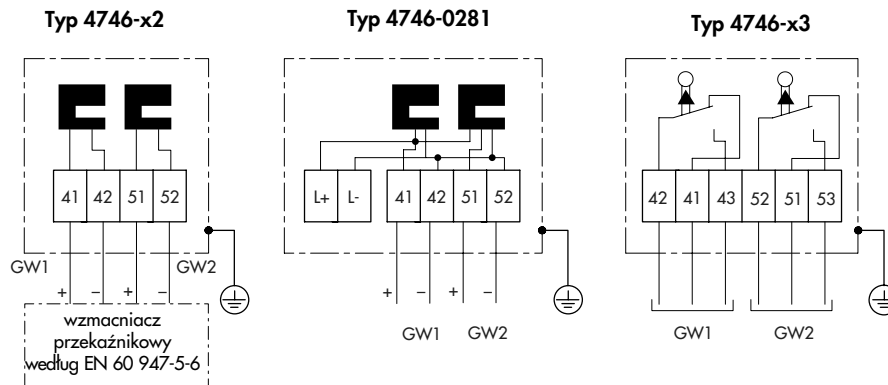 Typ 4746-x2 Typ 4746-0281 Typ 4746-x3
41 42 51 52 L+ L- 41 42 51 52 42 41 43 52 51 53
GW1 GW2
+ − + − + − + −
GW1 GW2 GW1 GW2
wzmacniacz
przekaźnikowy
według EN 60 947-5-6